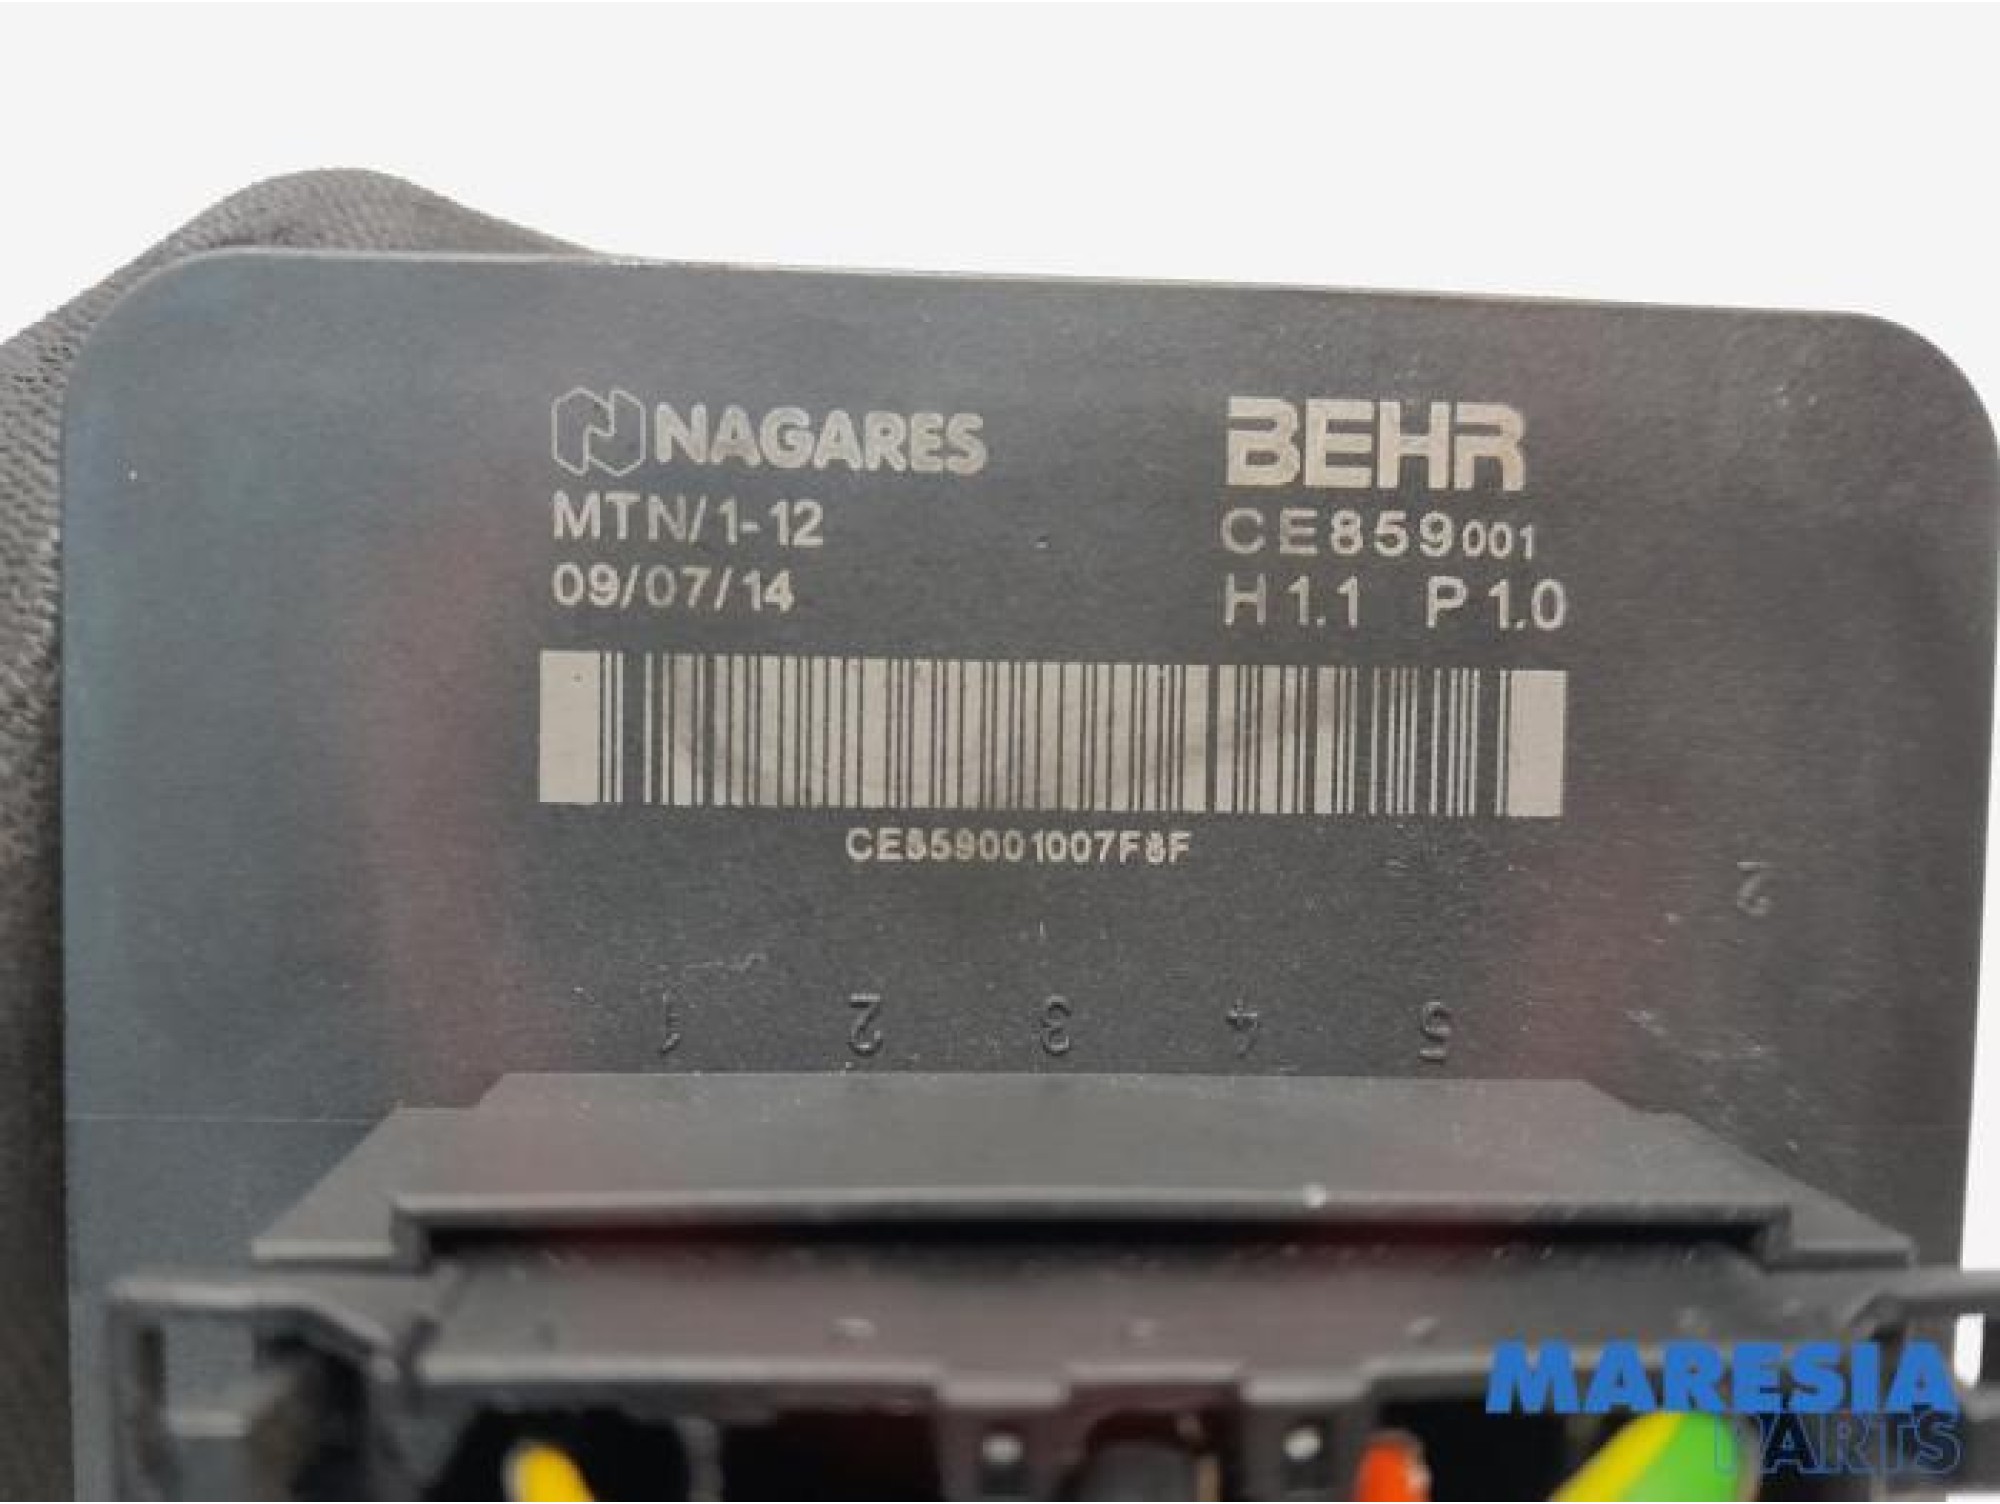 NAGARES
MTN/1-12
09/07/14
BEHR
CE859001
H1.1 P1.0
CE859001007F8F
2
1 2 3 4 5
MARESIA
PARTS